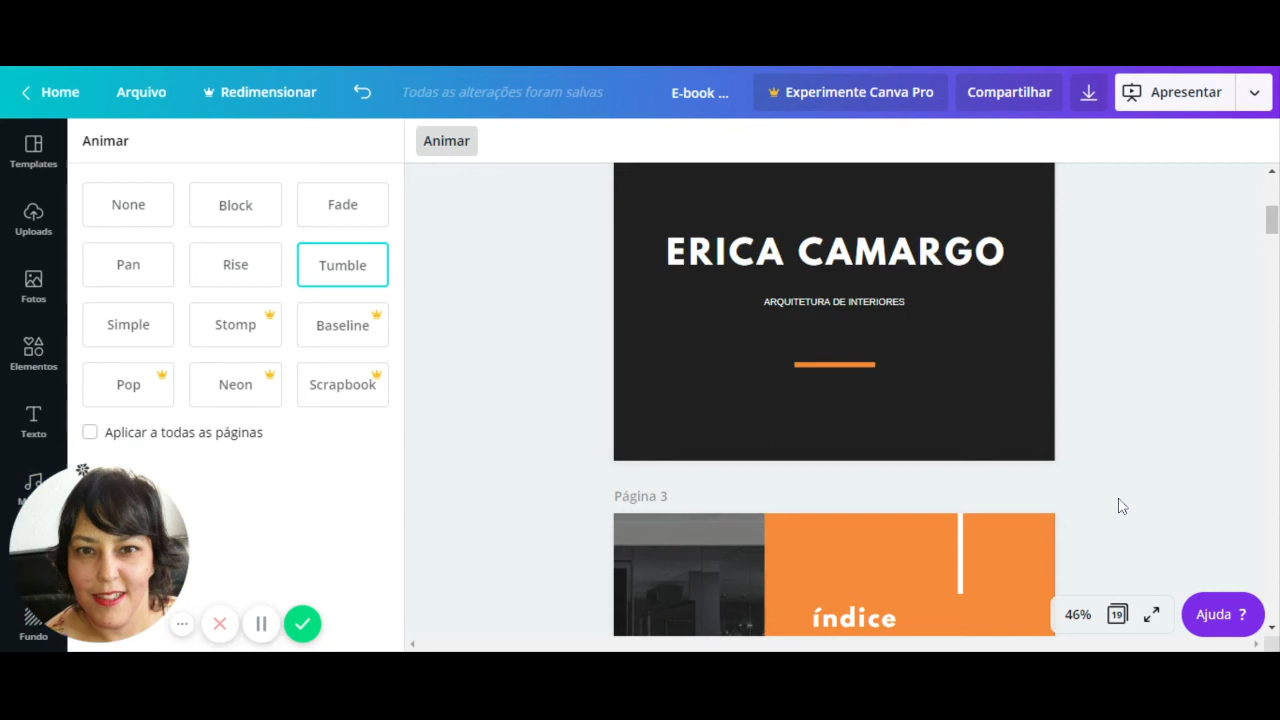 Home
Arquivo
Redimensionar
Todas as alterações foram salvas
E-book ...
Experimente Canva Pro
Compartilhar
Apresentar
Templates
Uploads
Fotos
Elementos
Texto
Fundo
Animar
None
Block
Fade
Pan
Rise
Tumble
Simple
Stomp
Baseline
Pop
Neon
Scrapbook
Aplicar a todas as páginas
Animar
ERICA CAMARGO
ARQUITETURA DE INTERIORES
Página 3
índice
46%
19
Ajuda ?